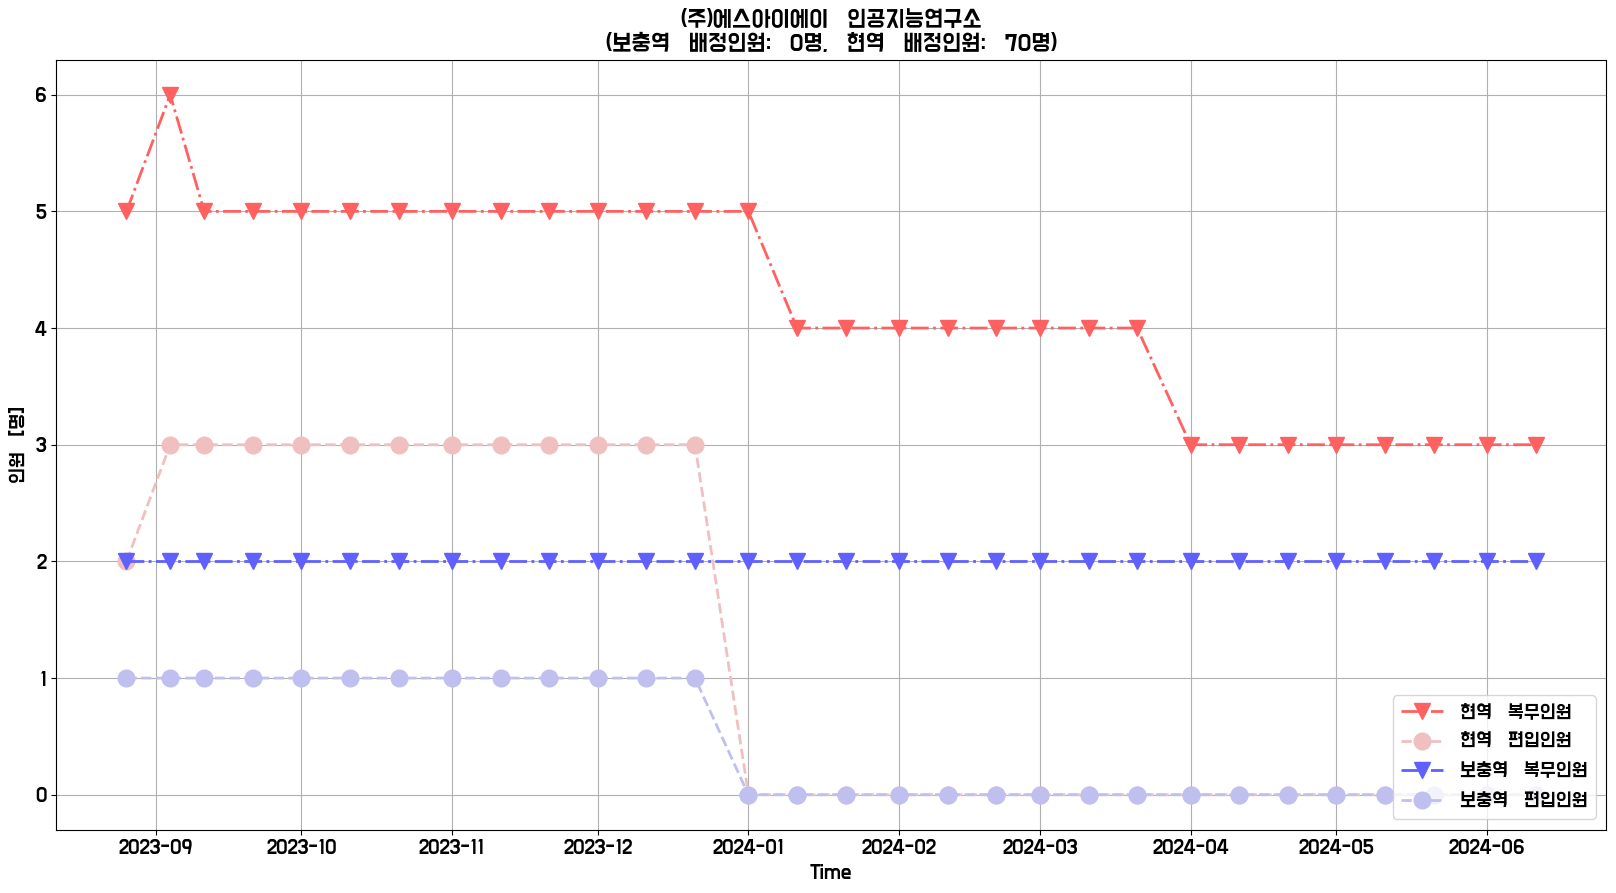 (주)에스아이에이 인공지능연구소
(보충역 배정인원: 0명, 현역 배정인원: 70명)
6
5
4
3
2
1
0
인원 [명]
2023-09 2023-10 2023-11 2023-12 2024-01 2024-02 2024-03 2024-04 2024-05 2024-06
Time
현역 복무인원
현역 편입인원
보충역 복무인원
보충역 편입인원